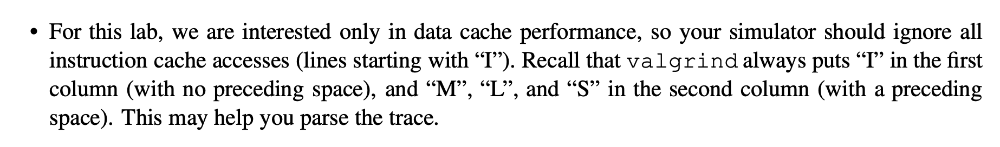 • For this lab, we are interested only in data cache performance, so your simulator should ignore all
instruction cache accesses (lines starting with “I”). Recall that valgrind always puts “I” in the first
column (with no preceding space), and “M”, “L”, and “S” in the second column (with a preceding
space). This may help you parse the trace.